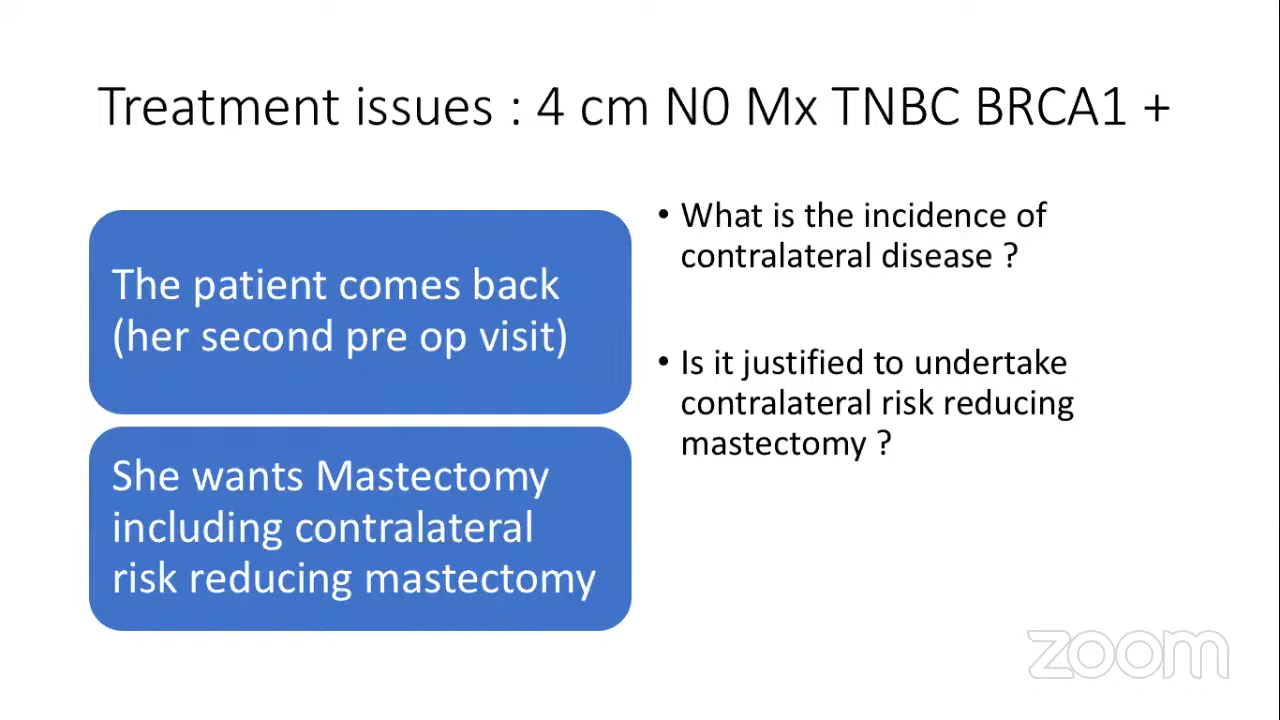 Treatment issues : 4 cm N0 Mx TNBC BRCA1 +
The patient comes back
(her second pre op visit)
She wants Mastectomy
including contralateral
risk reducing mastectomy
• What is the incidence of
contralateral disease ?
• Is it justified to undertake
contralateral risk reducing
mastectomy ?
zoom